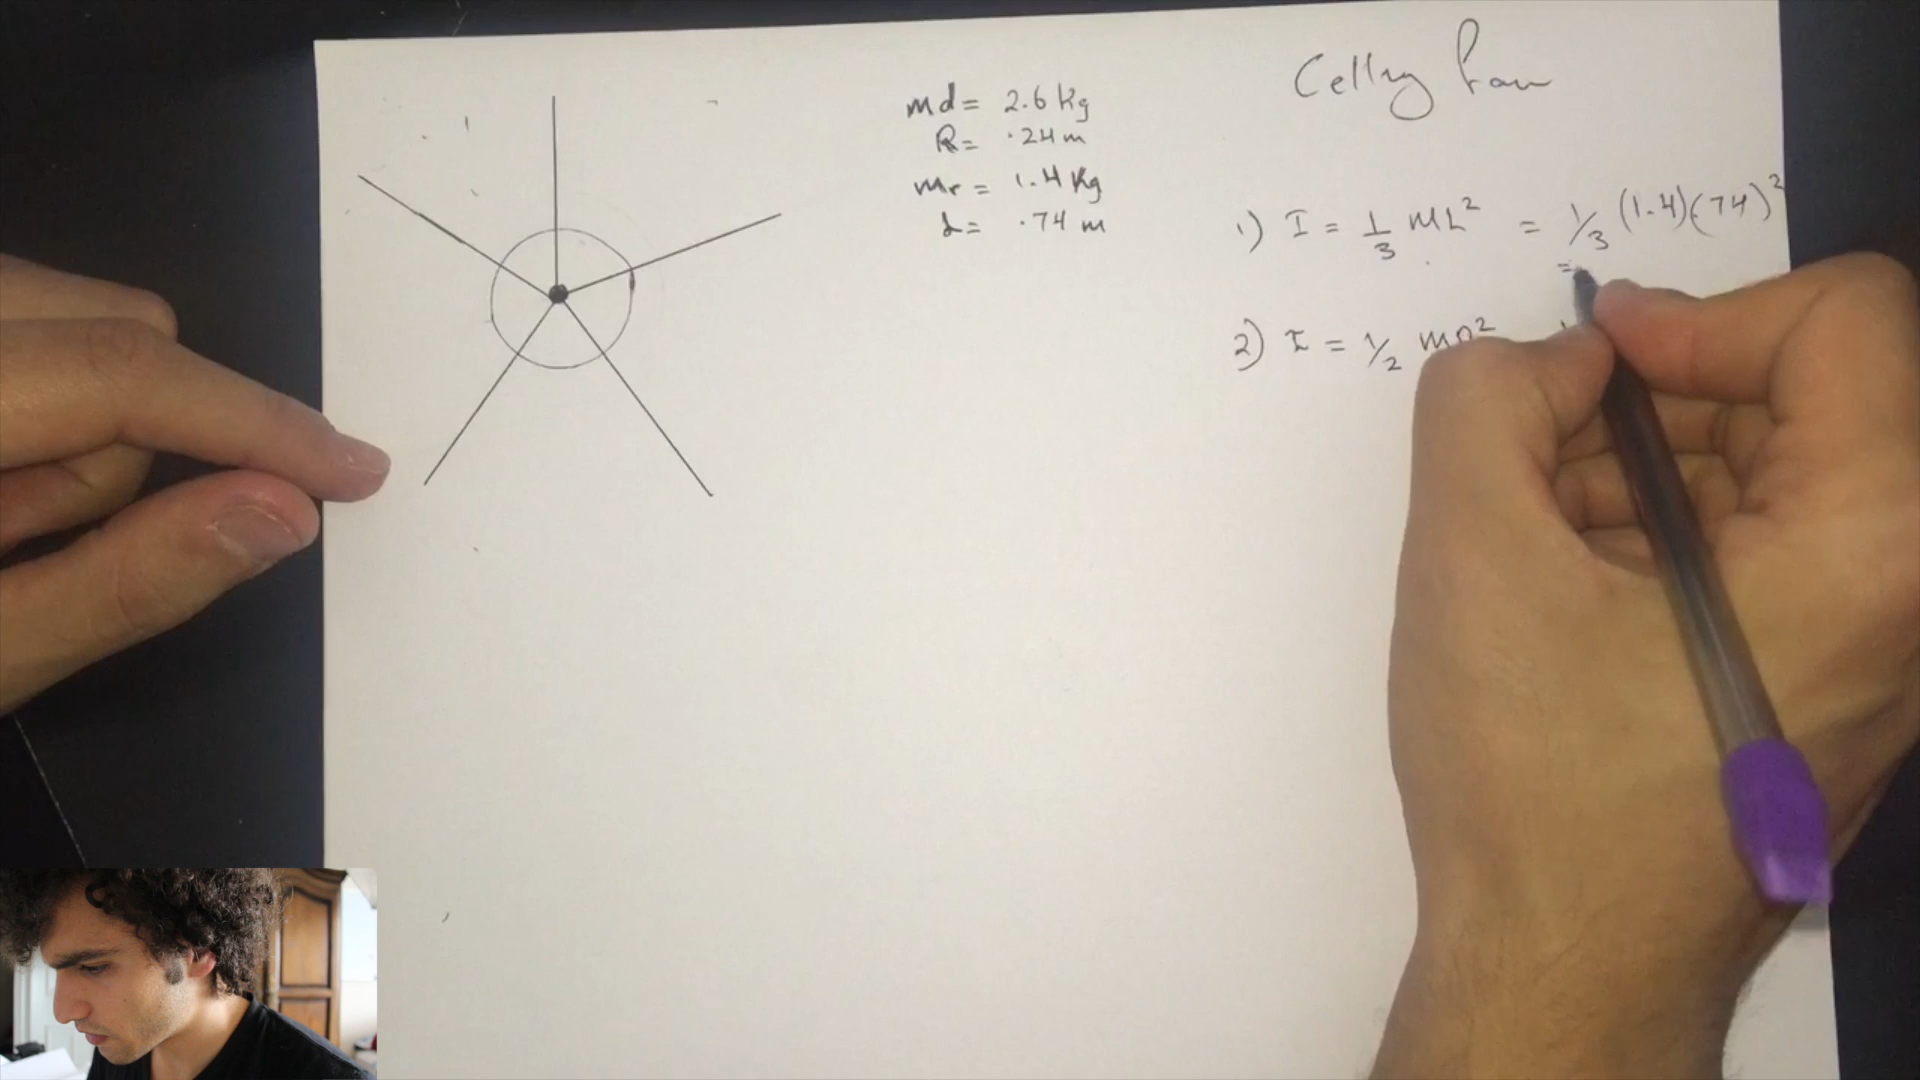 Celling Fan
md = 2.6 kg
R = .24 m
mr = 1.4 kg
L = .74 m
1) I = 1/3 ML² = 1/3 (1.4)(.74)²
=
2) I = 1/2 mR²